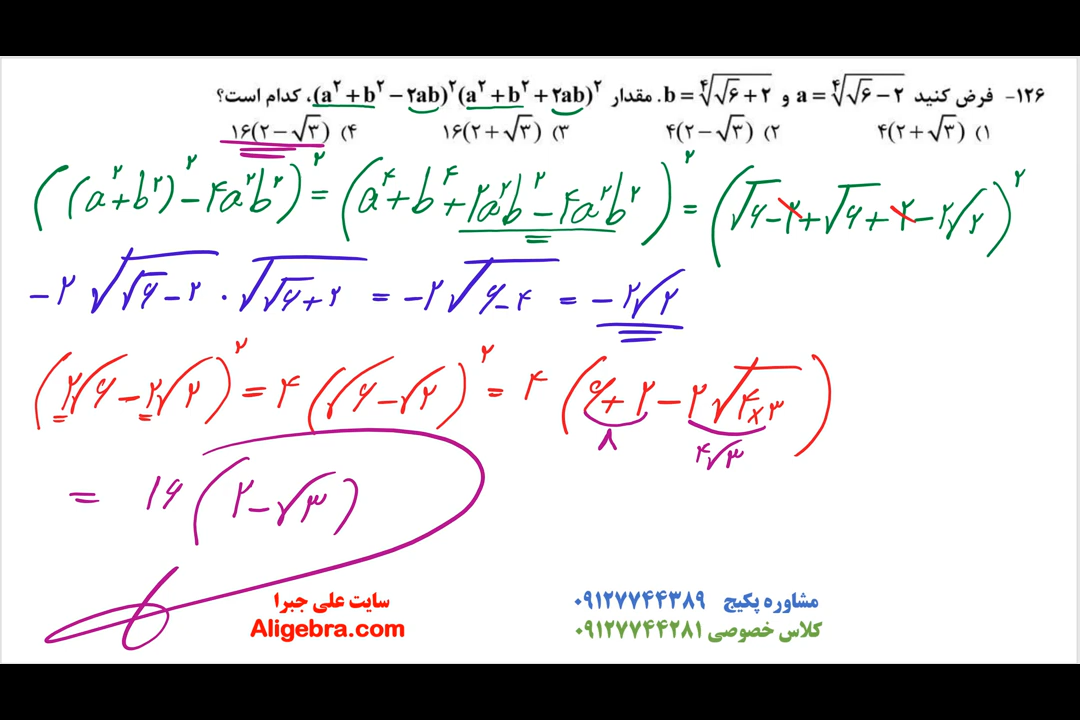 ۱۲۶- فرض کنید a = ∜(√۶ − ۲) و b = ∜(√۶ + ۲). مقدار (a² + b² − ۲ab)²(a² + b² + ۲ab)²، کدام است؟
۱) ۴(۲ + √۳) ۲) ۴(۲ − √۳) ۳) ۱۶(۲ + √۳) ۴) ۱۶(۲ − √۳)
((a² + b²)² − ۴a²b²)² = (a⁴ + b⁴ + ۲a²b² − ۴a²b²)² = (√۶ − ۲ + √۶ + ۲ − ۲√۲)²
−۲ √(√۶ − ۲) · √(√۶ + ۲) = −۲√(۶ − ۴) = −۲√۲
(۲√۶ − ۲√۲)² = ۴(√۶ − √۲)² = ۴(۶ + ۲ − ۲√(۴×۳))
۸ ۴√۳
= ۱۶(۲ − √۳)
مشاوره پکیج ۰۹۱۲۷۷۴۴۳۸۹
سایت علی جبرا
کلاس خصوصی ۰۹۱۲۷۷۴۴۲۸۱
Aligebra.com